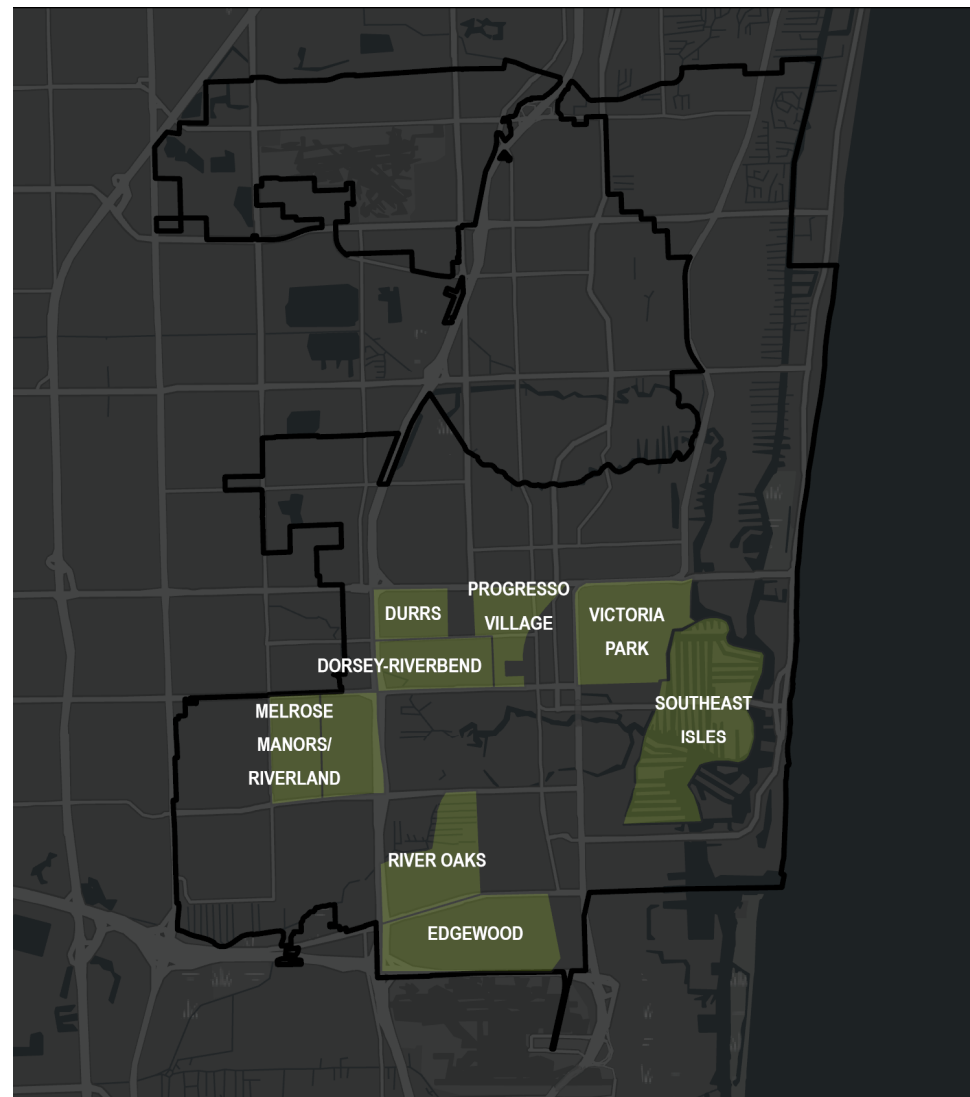 PROGRESSO
VILLAGE
DURRS
VICTORIA
PARK
DORSEY-RIVERBEND
SOUTHEAST
ISLES
MELROSE
MANORS/
RIVERLAND
RIVER OAKS
EDGEWOOD